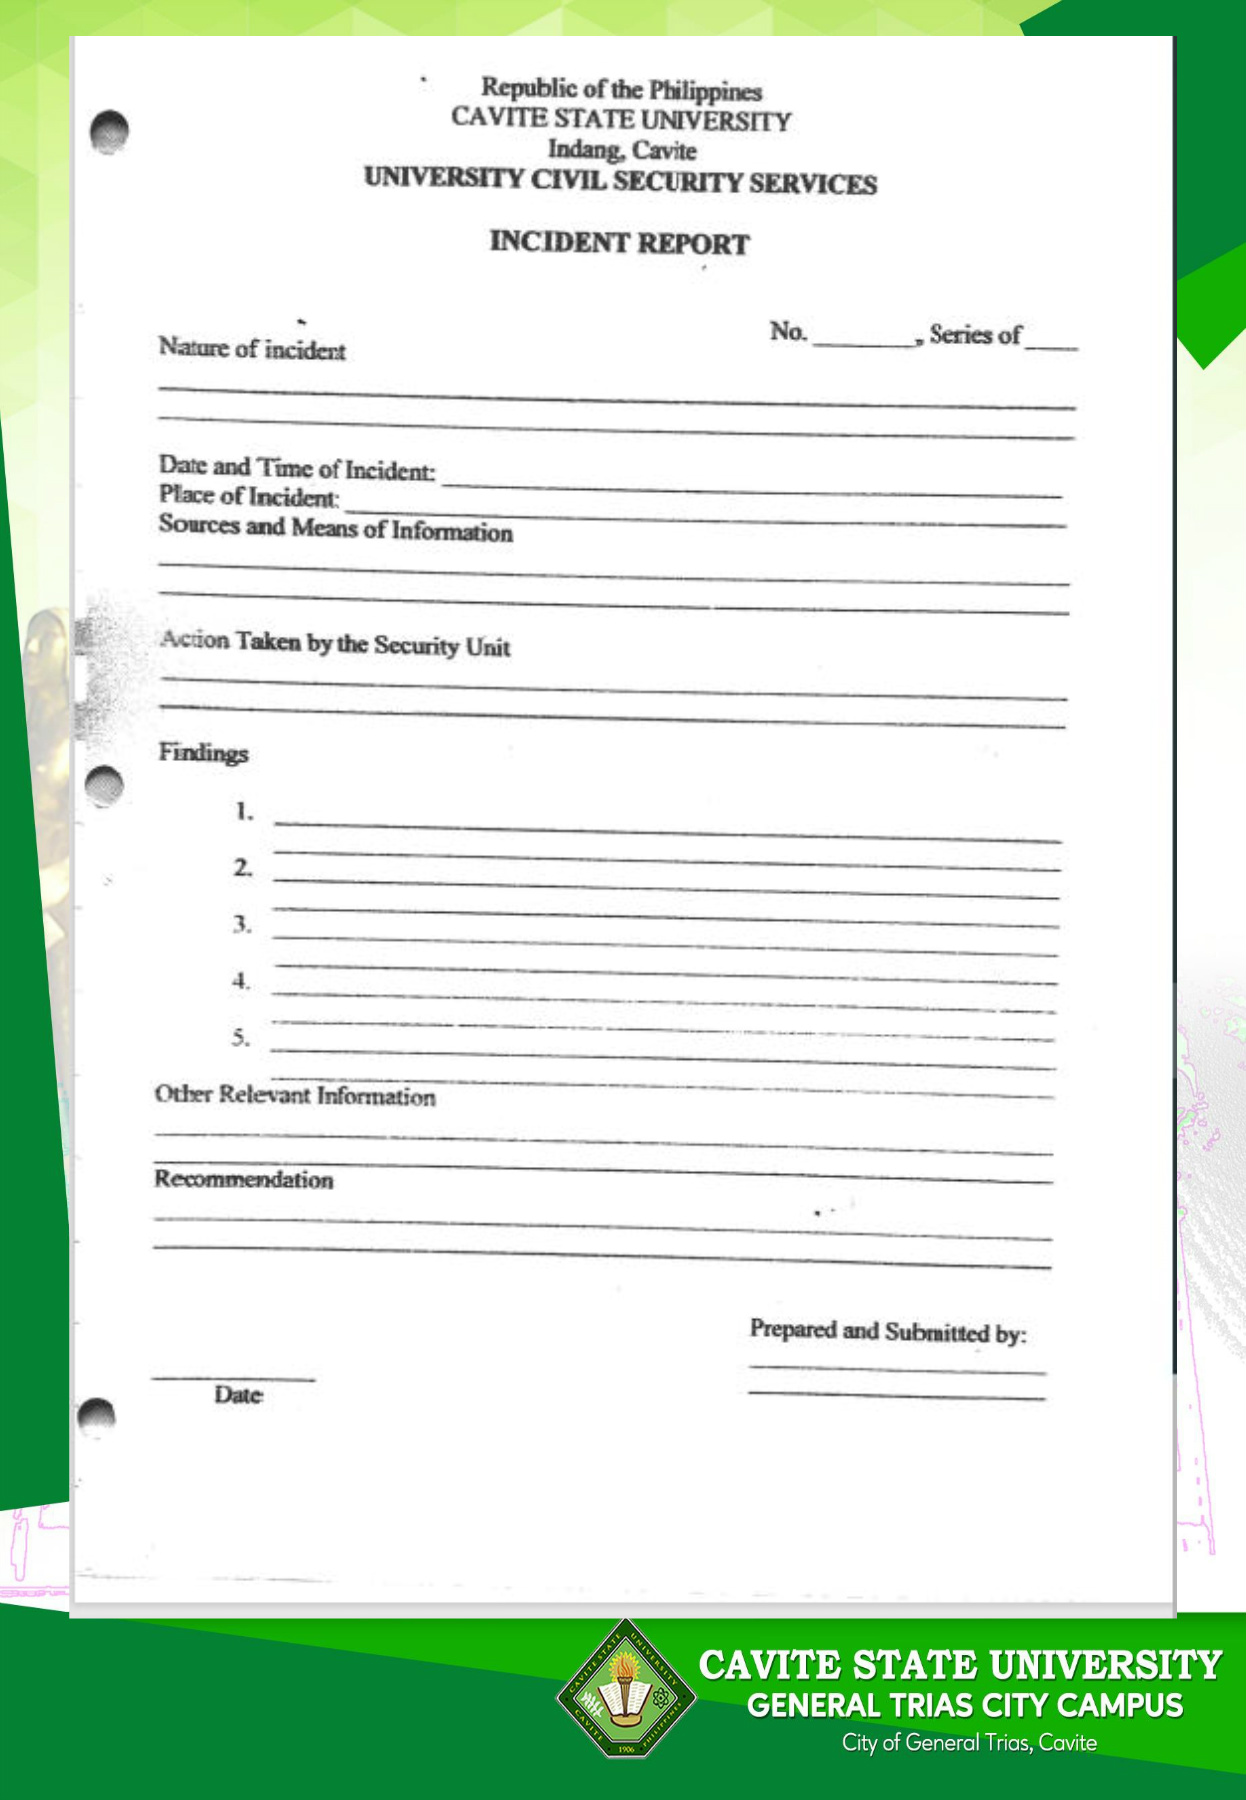 Republic of the Philippines
CAVITE STATE UNIVERSITY
Indang, Cavite
UNIVERSITY CIVIL SECURITY SERVICES
INCIDENT REPORT
No. ________, Series of ____
Nature of incident
Date and Time of Incident:
Place of Incident:
Sources and Means of Information
Action Taken by the Security Unit
Findings
1.
2.
3.
4.
5.
Other Relevant Information
Recommendation
Prepared and Submitted by:
Date
CAVITE STATE UNIVERSITY
CAVITE PHILIPPINES
1906
CAVITE STATE UNIVERSITY
GENERAL TRIAS CITY CAMPUS
City of General Trias, Cavite